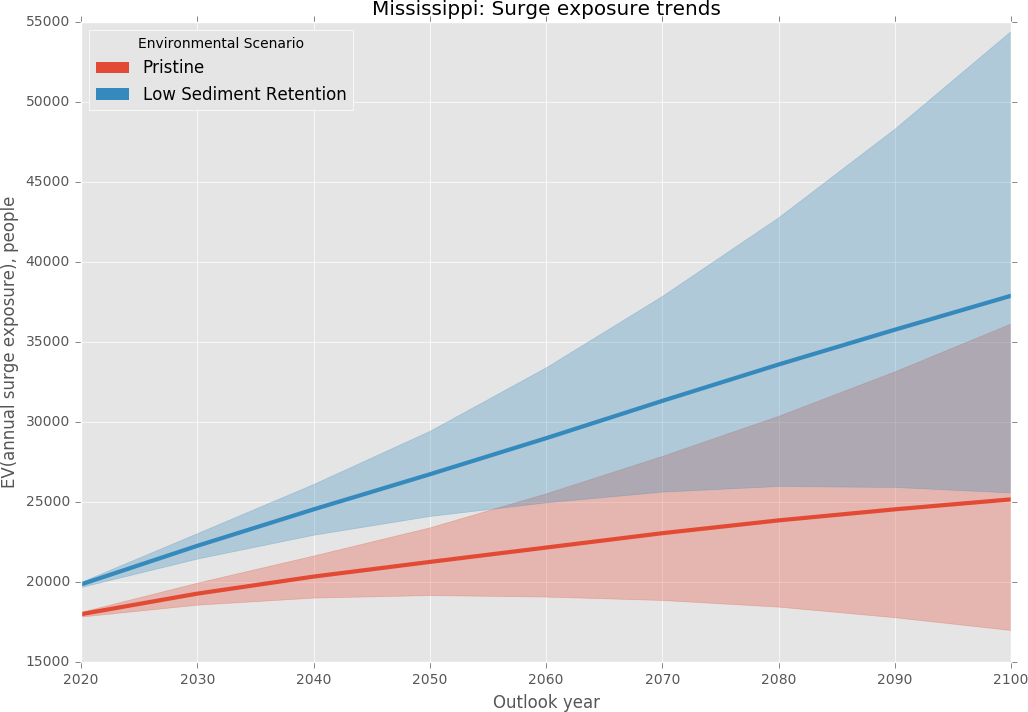 Mississippi: Surge exposure trends
55000
50000
45000
40000
35000
30000
25000
20000
15000
EV(annual surge exposure), people
Environmental Scenario
Pristine
Low Sediment Retention
2020 2030 2040 2050 2060 2070 2080 2090 2100
Outlook year